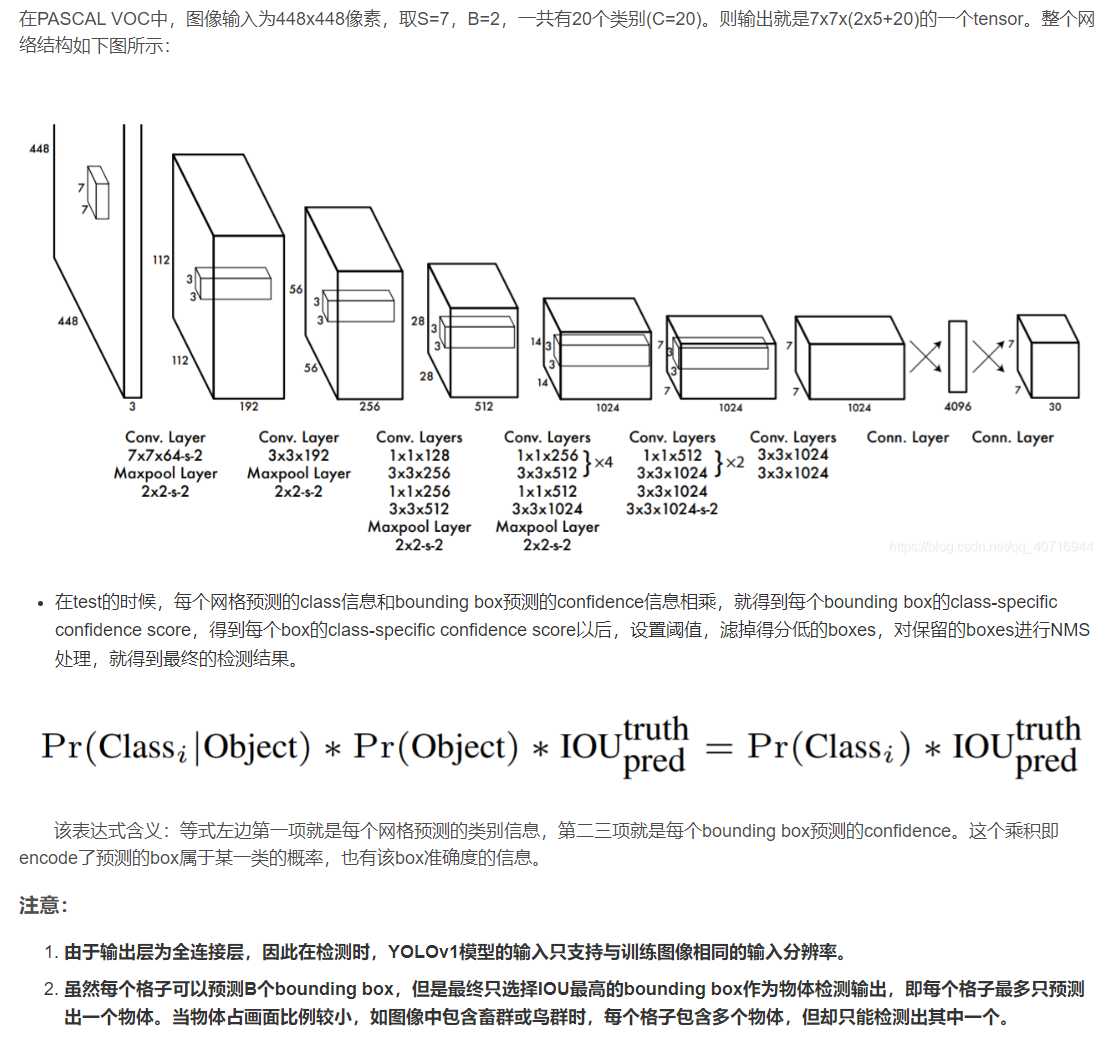 在PASCAL VOC中，图像输入为448x448像素，取S=7，B=2，一共有20个类别(C=20)。则输出就是7x7x(2x5+20)的一个tensor。整个网
络结构如下图所示：
448
7
7
448
3
112
3
3
112
192
56
3
3
56
256
28
3
3
28
512
14
3
3
14
1024
7
3
3
7
1024
7
7
1024
4096
7
7
30
Conv. Layer
7x7x64-s-2
Maxpool Layer
2x2-s-2
Conv. Layer
3x3x192
Maxpool Layer
2x2-s-2
Conv. Layers
1x1x128
3x3x256
1x1x256
3x3x512
Maxpool Layer
2x2-s-2
Conv. Layers
1x1x256
3x3x512 }×4
1x1x512
3x3x1024
Maxpool Layer
2x2-s-2
Conv. Layers
1x1x512
3x3x1024 }×2
3x3x1024
3x3x1024-s-2
Conv. Layers
3x3x1024
3x3x1024
Conn. Layer
Conn. Layer
https://blog.csdn.net/qq_40716944
• 在test的时候，每个网格预测的class信息和bounding box预测的confidence信息相乘，就得到每个bounding box的class-specific
confidence score，得到每个box的class-specific confidence score以后，设置阈值，滤掉得分低的boxes，对保留的boxes进行NMS
处理，就得到最终的检测结果。
Pr(Class_i|Object) * Pr(Object) * IOU^truth_pred = Pr(Class_i) * IOU^truth_pred
该表达式含义：等式左边第一项就是每个网格预测的类别信息，第二三项就是每个bounding box预测的confidence。这个乘积即
encode了预测的box属于某一类的概率，也有该box准确度的信息。
注意：
1. 由于输出层为全连接层，因此在检测时，YOLOv1模型的输入只支持与训练图像相同的输入分辨率。
2. 虽然每个格子可以预测B个bounding box，但是最终只选择IOU最高的bounding box作为物体检测输出，即每个格子最多只预测
出一个物体。当物体占画面比例较小，如图像中包含畜群或鸟群时，每个格子包含多个物体，但却只能检测出其中一个。